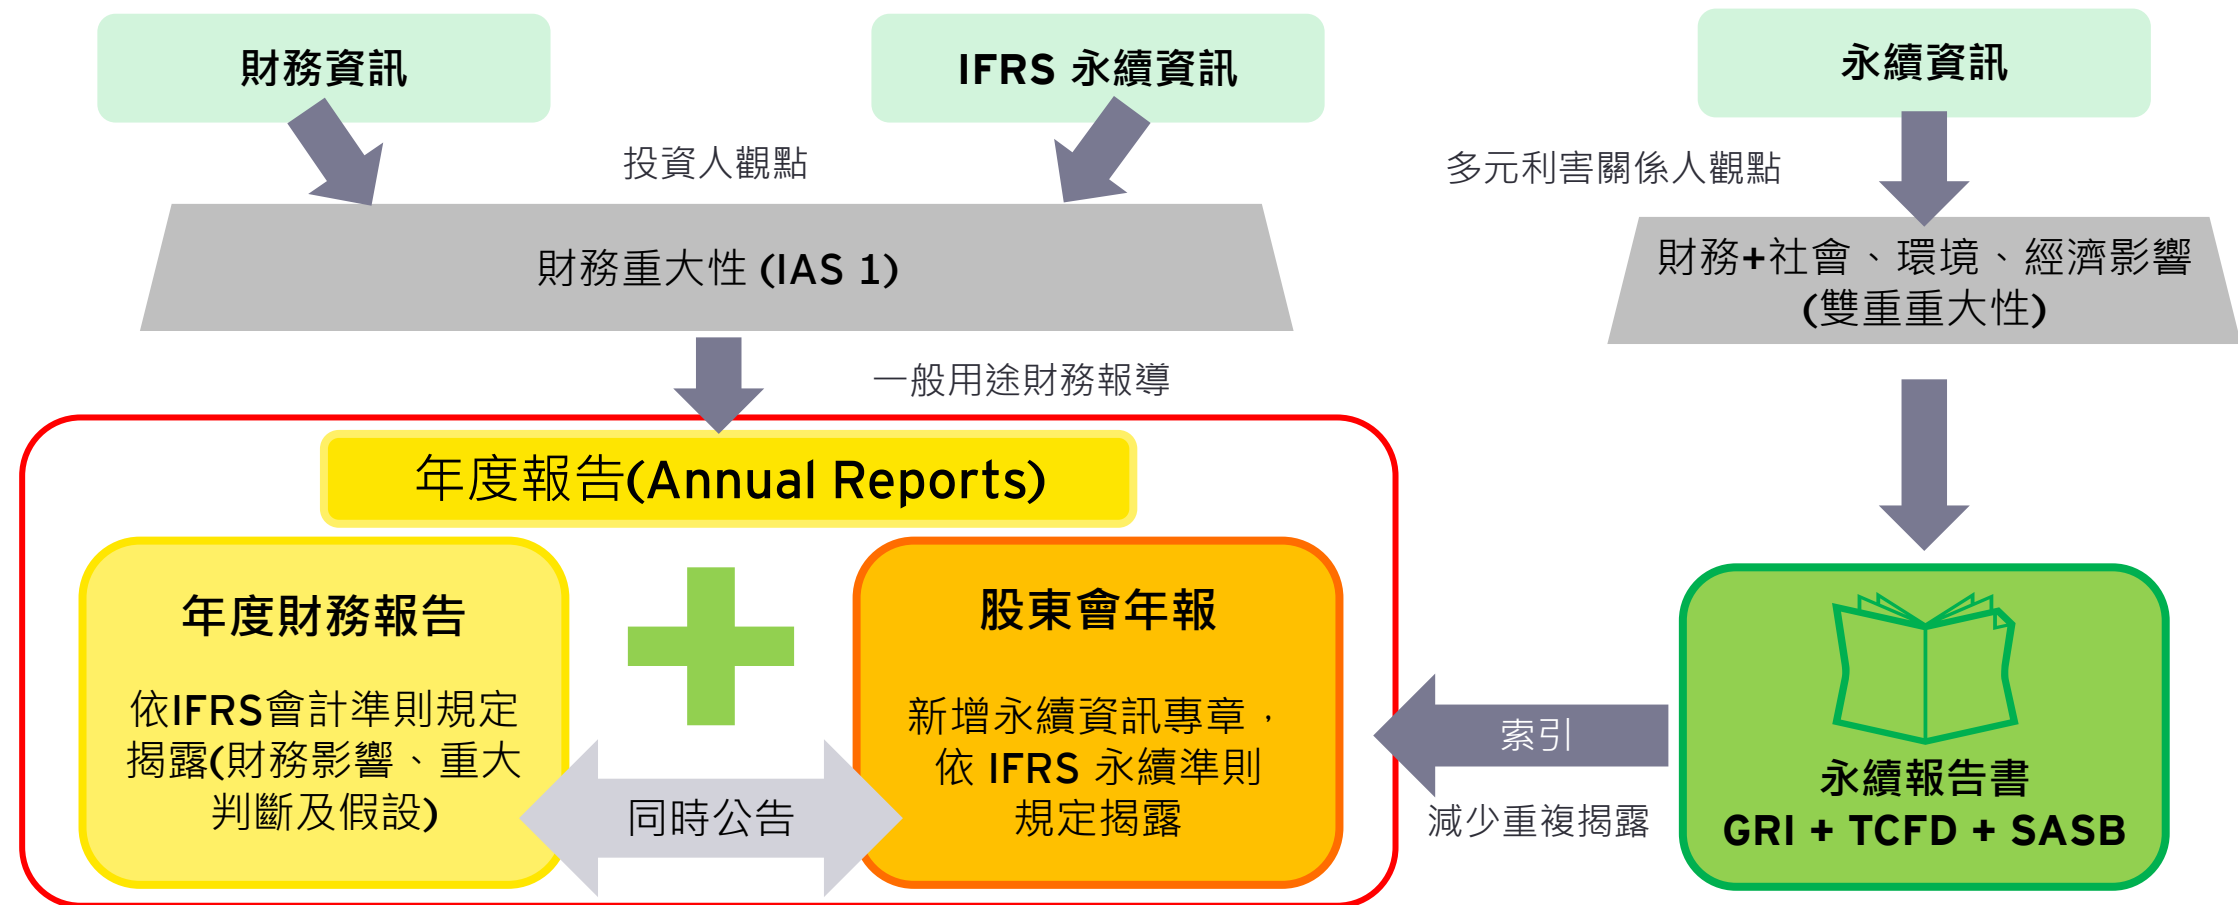 財務資訊
IFRS 永續資訊
永續資訊
投資人觀點
多元利害關係人觀點
財務重大性 (IAS 1)
財務+社會、環境、經濟影響
(雙重重大性)
一般用途財務報導
年度報告(Annual Reports)
年度財務報告
依IFRS會計準則規定
揭露(財務影響、重大
判斷及假設)
同時公告
股東會年報
新增永續資訊專章，
依 IFRS 永續準則
規定揭露
索引
減少重複揭露
永續報告書
GRI + TCFD + SASB